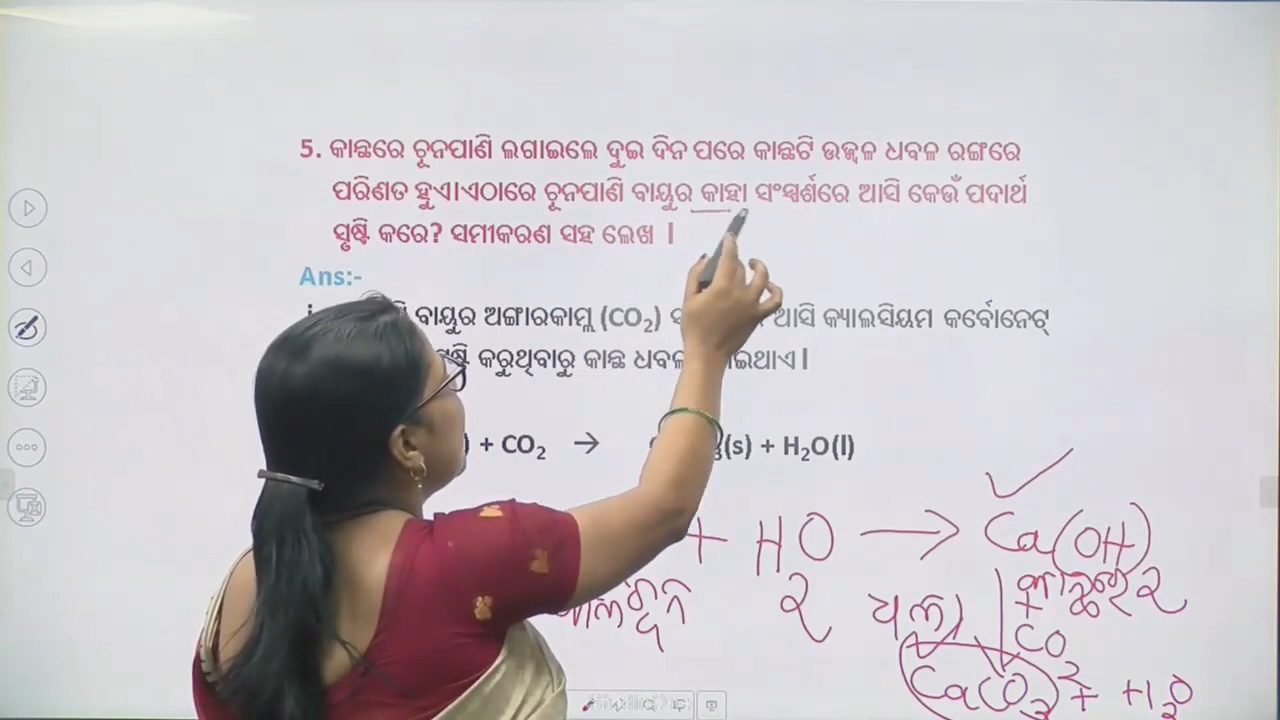 5. କାନ୍ଥରେ ଚୂନପାଣି ଲଗାଇଲେ ଦୁଇ ଦିନ ପରେ କାନ୍ଥଟି ଉଜ୍ଜ୍ୱଳ ଧବଳ ରଙ୍ଗରେ
ପରିଣତ ହୁଏ।ଏଠାରେ ଚୂନପାଣି ବାୟୁର କାହା ସଂସ୍ପର୍ଶରେ ଆସି କେଉଁ ପଦାର୍ଥ
ସୃଷ୍ଟି କରେ? ସମୀକରଣ ସହ ଲେଖ ।
Ans:-
ବାୟୁର ଅଙ୍ଗାରକାମ୍ଳ (CO₂) ଆସି କ୍ୟାଲସିୟମ କର୍ବୋନେଟ୍
କରୁଥିବାରୁ କାନ୍ଥ
+ CO₂ → (s) + H₂O(l)
+ H₂O → Ca(OH)₂
+ CO₂
CaCO₃ + H₂O